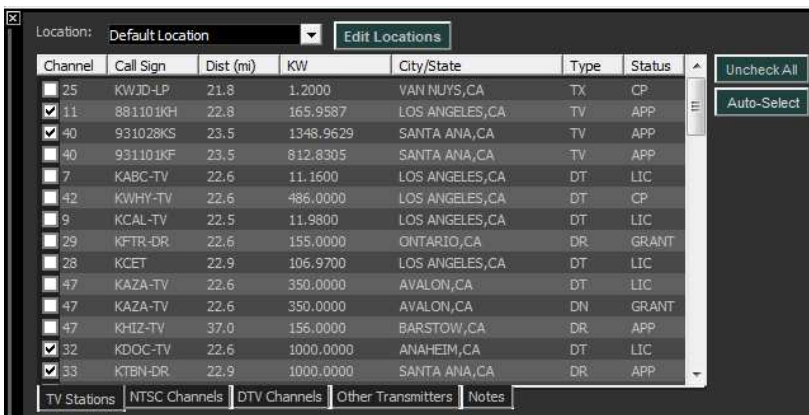 Location: Default Location Edit Locations
Channel Call Sign Dist (mi) KW City/State Type Status
25 KWJD-LP 21.8 1.2000 VAN NUYS,CA TX CP
11 881101KH 22.8 165.9587 LOS ANGELES,CA TV APP
40 931028KS 23.5 1348.9629 SANTA ANA,CA TV APP
40 931101KF 23.5 812.8305 SANTA ANA,CA TV APP
7 KABC-TV 22.6 11.1600 LOS ANGELES,CA DT LIC
42 KWHY-TV 22.6 486.0000 LOS ANGELES,CA DT CP
9 KCAL-TV 22.5 11.9800 LOS ANGELES,CA DT LIC
29 KFTR-DR 22.6 155.0000 ONTARIO,CA DR GRANT
28 KCET 22.9 106.9700 LOS ANGELES,CA DT LIC
47 KAZA-TV 22.6 350.0000 AVALON,CA DT LIC
47 KAZA-TV 22.6 350.0000 AVALON,CA DN GRANT
47 KHIZ-TV 37.0 156.0000 BARSTOW,CA DR APP
32 KDOC-TV 22.6 1000.0000 ANAHEIM,CA DT LIC
33 KTBN-DR 22.9 1000.0000 SANTA ANA,CA DR APP
Uncheck All
Auto-Select
TV Stations NTSC Channels DTV Channels Other Transmitters Notes